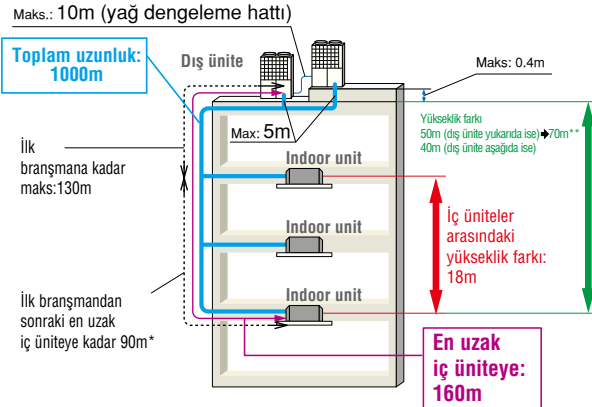 Maks.: 10m (yağ dengeleme hattı)
Toplam uzunluk:
1000m
Dış ünite
Maks: 0.4m
Max: 5m
Yükseklik farkı
50m (dış ünite yukarıda ise)➧70m**
40m (dış ünite aşağıda ise)
İlk
branşmana kadar
maks:130m
Indoor unit
Indoor unit
Indoor unit
İç üniteler
arasındaki
yükseklik farkı:
18m
İlk branşmandan
sonraki en uzak
iç üniteye kadar 90m*
En uzak
iç üniteye:
160m